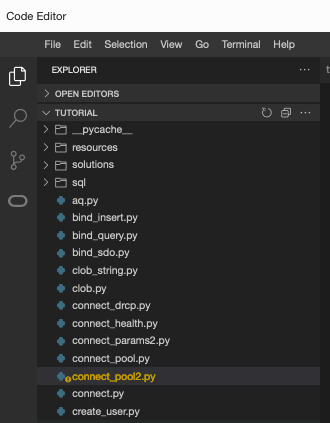 Code Editor
File Edit Selection View Go Terminal Help
EXPLORER ...
OPEN EDITORS
TUTORIAL ...
__pycache__
resources
solutions
sql
aq.py
bind_insert.py
bind_query.py
bind_sdo.py
clob_string.py
clob.py
connect_drcp.py
connect_health.py
connect_params2.py
connect_pool.py
connect_pool2.py
connect.py
create_user.py